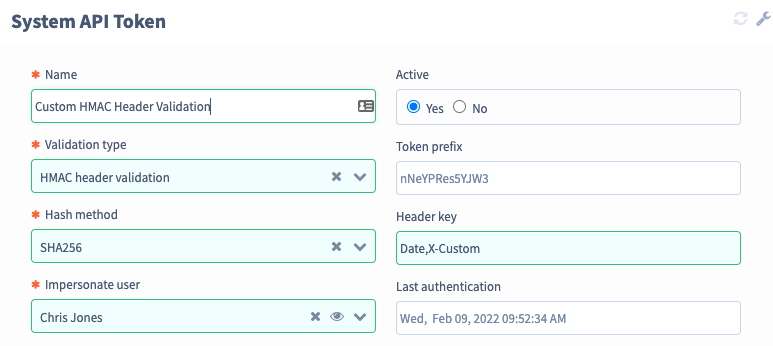 System API Token
* Name
Custom HMAC Header Validation
Active
Yes No
* Validation type
HMAC header validation
Token prefix
nNeYPRes5YJW3
* Hash method
SHA256
Header key
Date,X-Custom
* Impersonate user
Chris Jones
Last authentication
Wed, Feb 09, 2022 09:52:34 AM